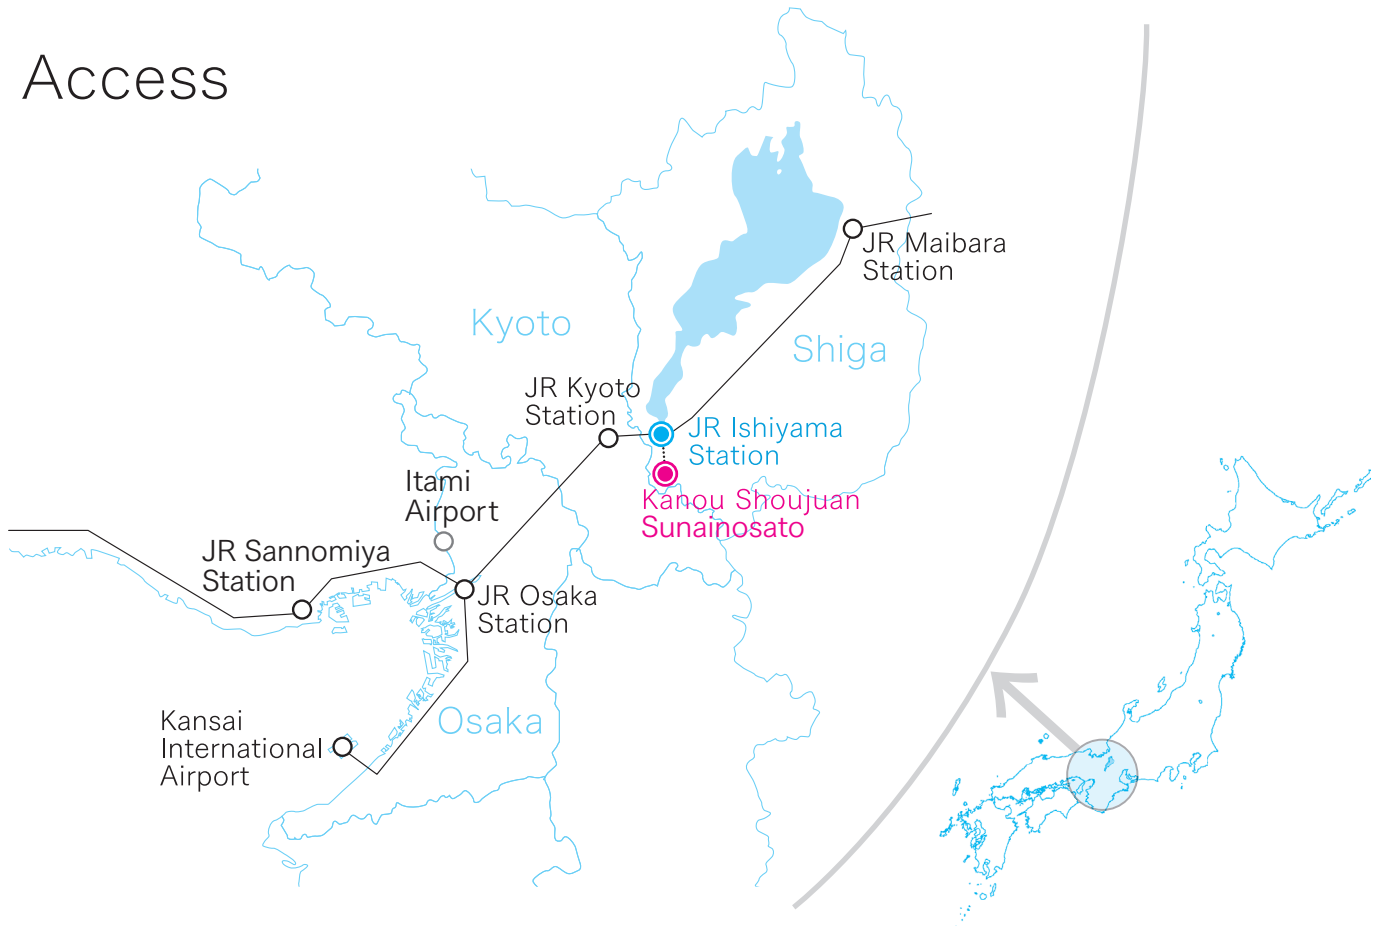 Access
JR Maibara
Station
Kyoto
Shiga
JR Kyoto
Station
JR Ishiyama
Station
Itami
Airport
Kanou Shoujuan
Sunainosato
JR Sannomiya
Station
JR Osaka
Station
Osaka
Kansai
International
Airport